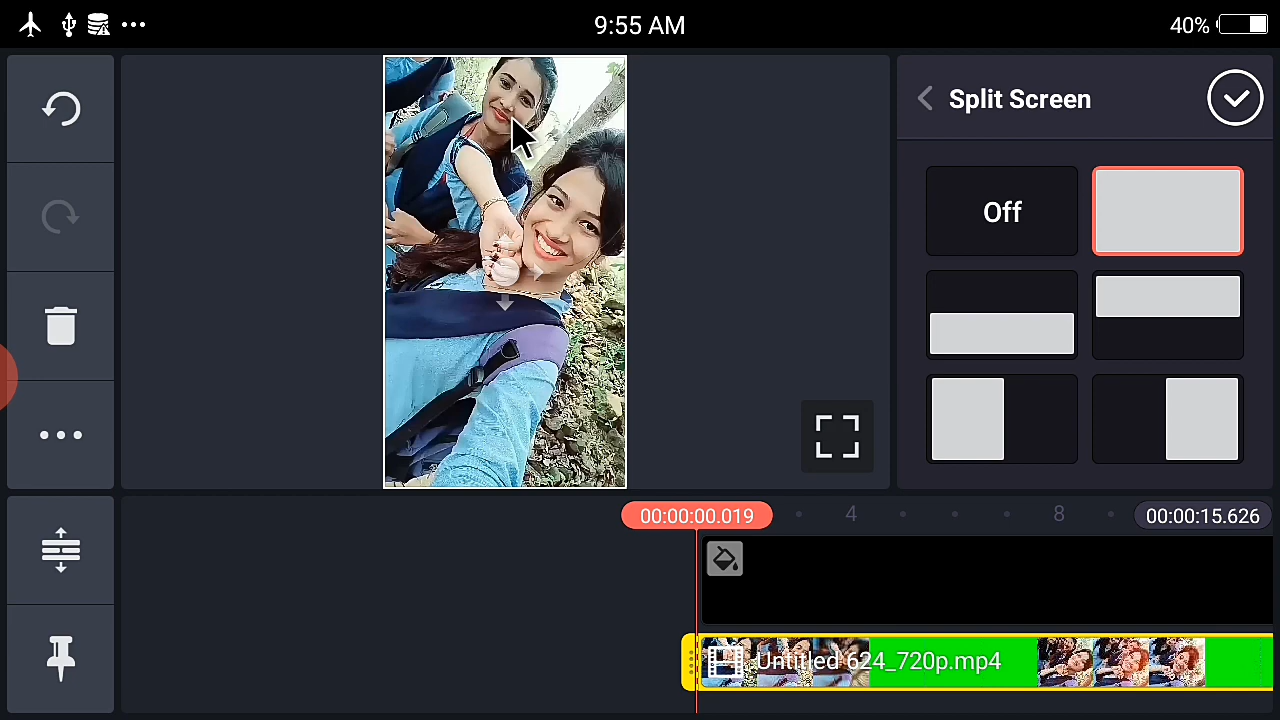 9:55 AM
40%
Split Screen
Off
00:00:00.019
4
8
00:00:15.626
Untitled 624_720p.mp4